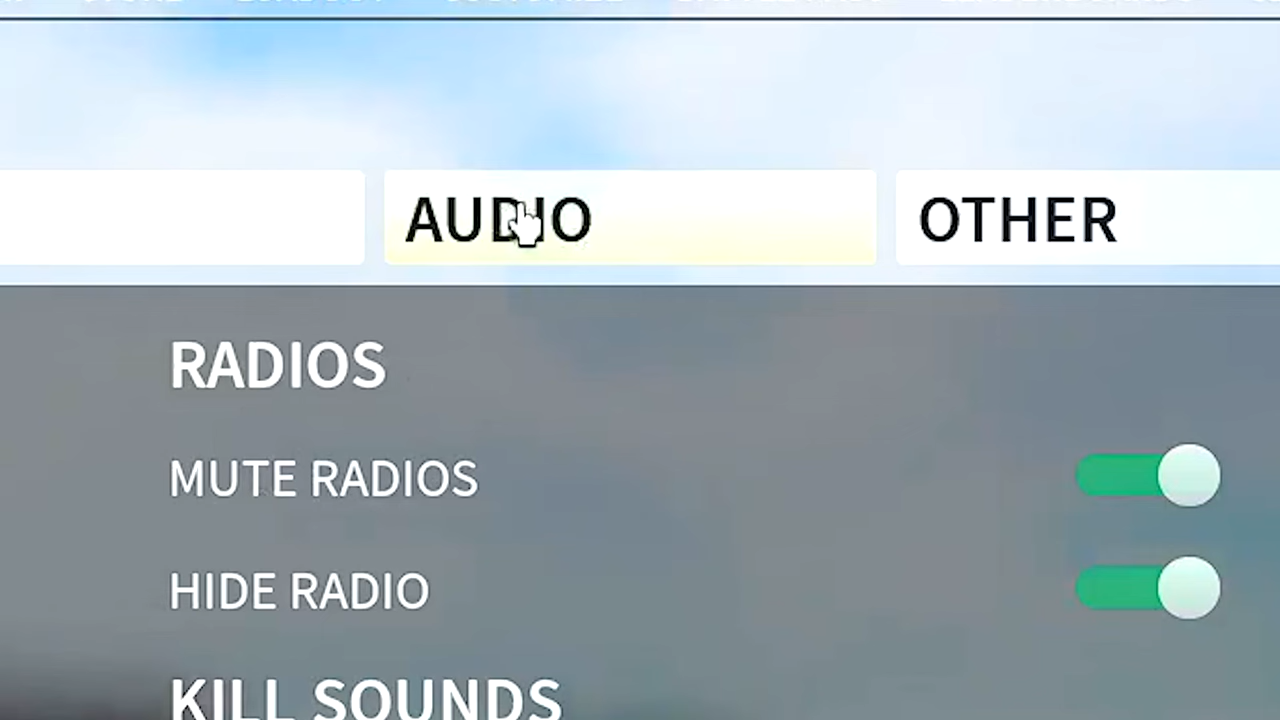 AUDIO
OTHER
RADIOS
MUTE RADIOS
HIDE RADIO
KILL SOUNDS